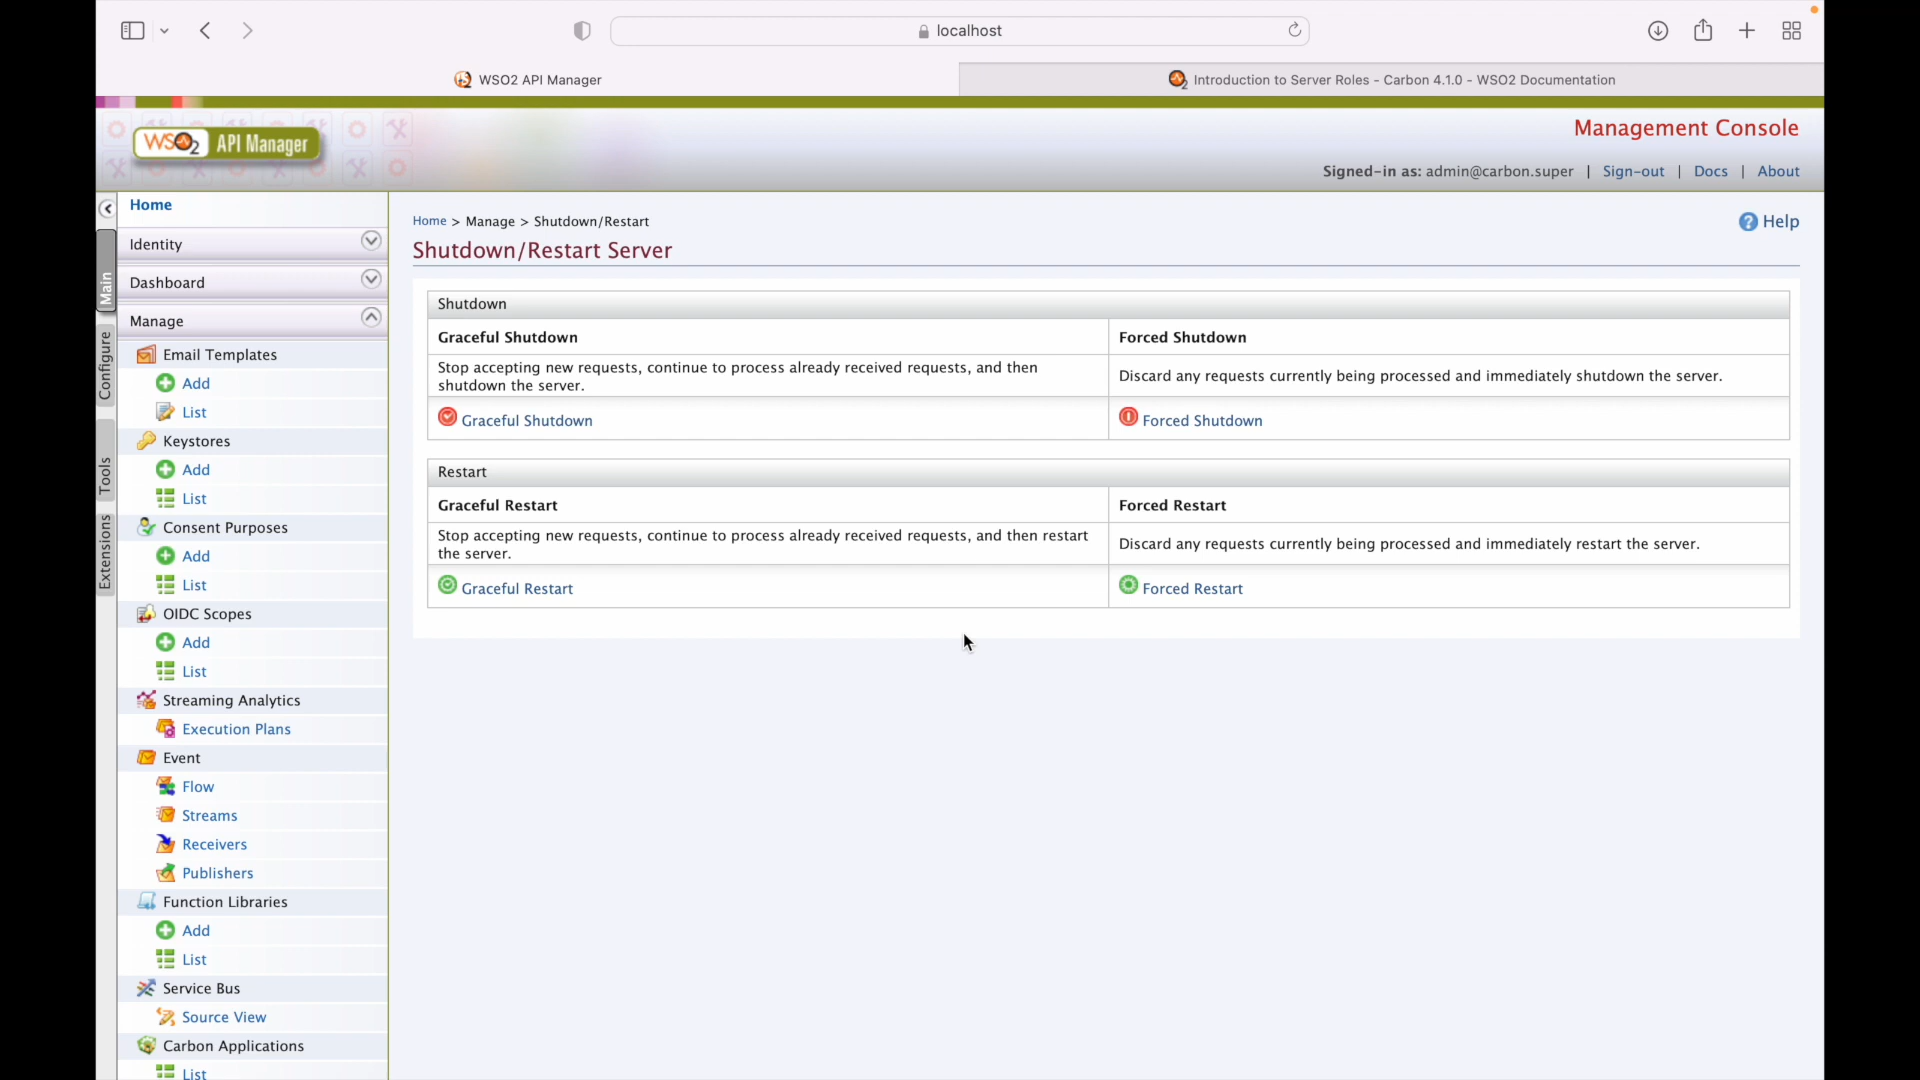 localhost
WSO2 API Manager
Introduction to Server Roles - Carbon 4.1.0 - WSO2 Documentation
WSO2 API Manager
Management Console
Signed-in as: admin@carbon.super | Sign-out | Docs | About
Main
Configure
Tools
Extensions
Home
Identity
Dashboard
Manage
Email Templates
Add
List
Keystores
Add
List
Consent Purposes
Add
List
OIDC Scopes
Add
List
Streaming Analytics
Execution Plans
Event
Flow
Streams
Receivers
Publishers
Function Libraries
Add
List
Service Bus
Source View
Carbon Applications
List
Home > Manage > Shutdown/Restart
Help
Shutdown/Restart Server
Shutdown
Graceful Shutdown
Stop accepting new requests, continue to process already received requests, and then
shutdown the server.
Graceful Shutdown
Forced Shutdown
Discard any requests currently being processed and immediately shutdown the server.
Forced Shutdown
Restart
Graceful Restart
Stop accepting new requests, continue to process already received requests, and then restart
the server.
Graceful Restart
Forced Restart
Discard any requests currently being processed and immediately restart the server.
Forced Restart